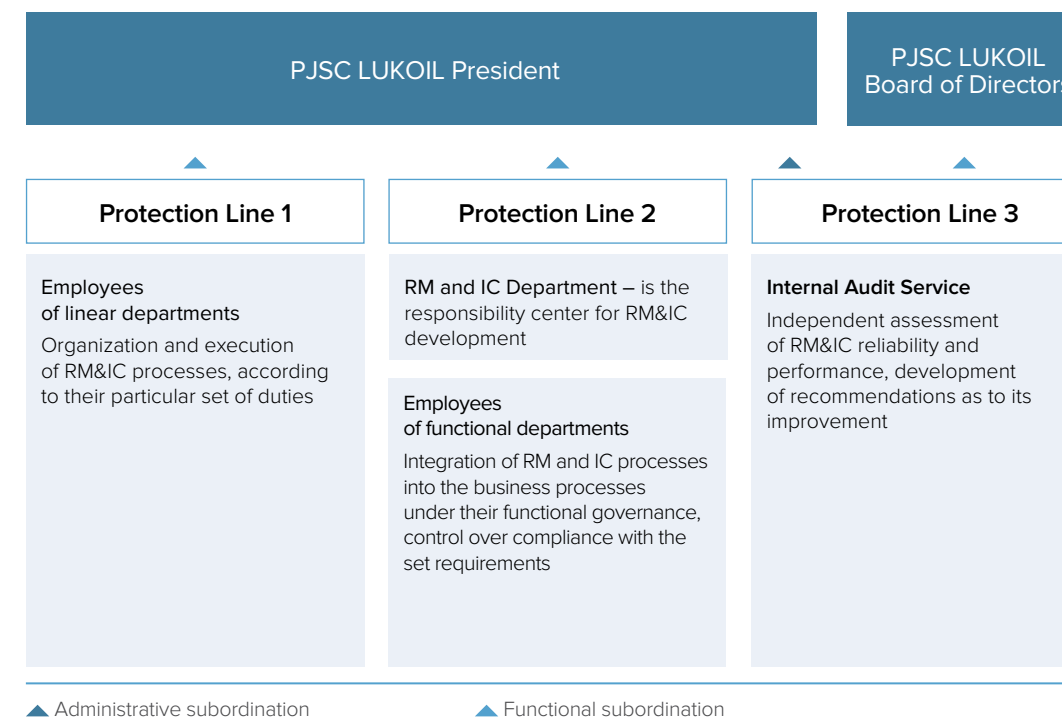 PJSC LUKOIL President
PJSC LUKOIL
Board of Directors
Protection Line 1
Protection Line 2
Protection Line 3
Employees
of linear departments
Organization and execution
of RM&IC processes, according
to their particular set of duties
RM and IC Department – is the
responsibility center for RM&IC
development
Employees
of functional departments
Integration of RM and IC processes
into the business processes
under their functional governance,
control over compliance with the
set requirements
Internal Audit Service
Independent assessment
of RM&IC reliability and
performance, development
of recommendations as to its
improvement
Administrative subordination
Functional subordination